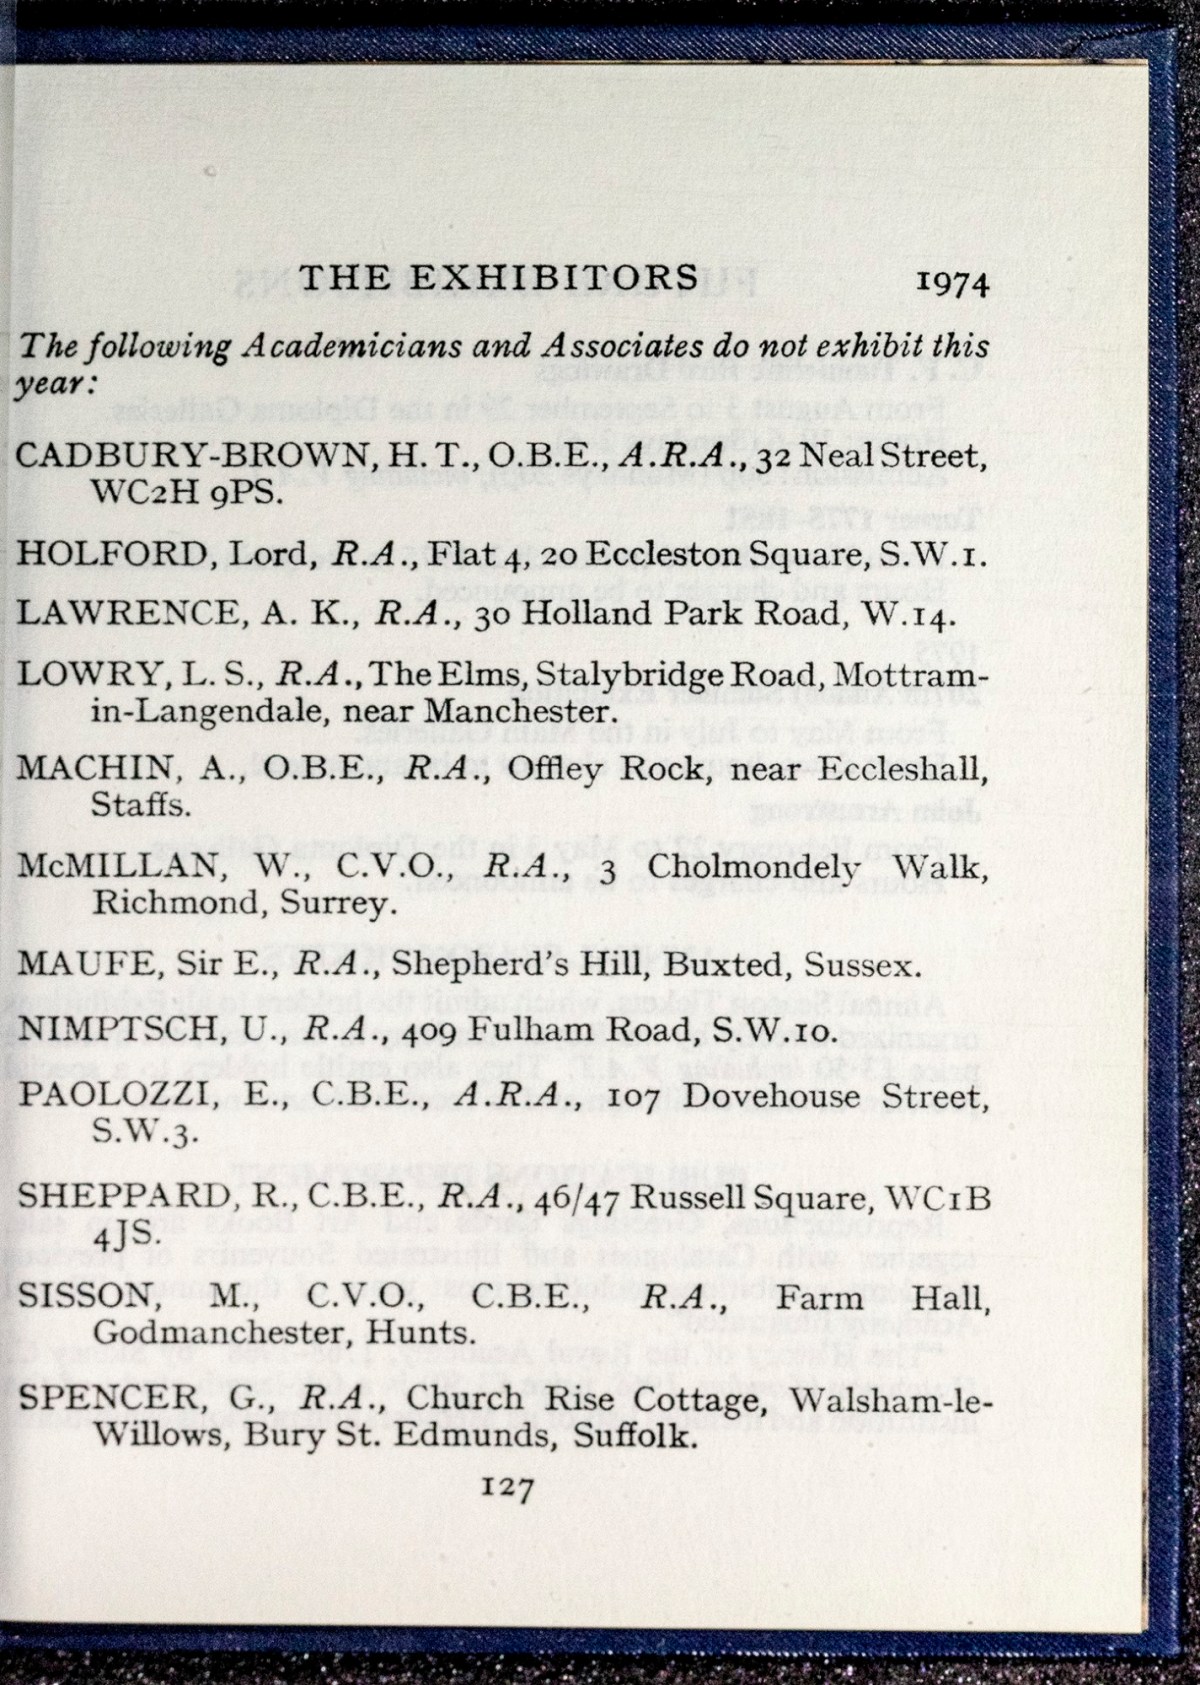 THE EXHIBITORS 1974
The following Academicians and Associates do not exhibit this
year:
CADBURY-BROWN, H. T., O.B.E., A.R.A., 32 Neal Street,
WC2H 9PS.
HOLFORD, Lord, R.A., Flat 4, 20 Eccleston Square, S.W.1.
LAWRENCE, A. K., R.A., 30 Holland Park Road, W.14.
LOWRY, L. S., R.A., The Elms, Stalybridge Road, Mottram-
in-Langendale, near Manchester.
MACHIN, A., O.B.E., R.A., Offley Rock, near Eccleshall,
Staffs.
McMILLAN, W., C.V.O., R.A., 3 Cholmondely Walk,
Richmond, Surrey.
MAUFE, Sir E., R.A., Shepherd's Hill, Buxted, Sussex.
NIMPTSCH, U., R.A., 409 Fulham Road, S.W.10.
PAOLOZZI, E., C.B.E., A.R.A., 107 Dovehouse Street,
S.W.3.
SHEPPARD, R., C.B.E., R.A., 46/47 Russell Square, WC1B
4JS.
SISSON, M., C.V.O., C.B.E., R.A., Farm Hall,
Godmanchester, Hunts.
SPENCER, G., R.A., Church Rise Cottage, Walsham-le-
Willows, Bury St. Edmunds, Suffolk.
127